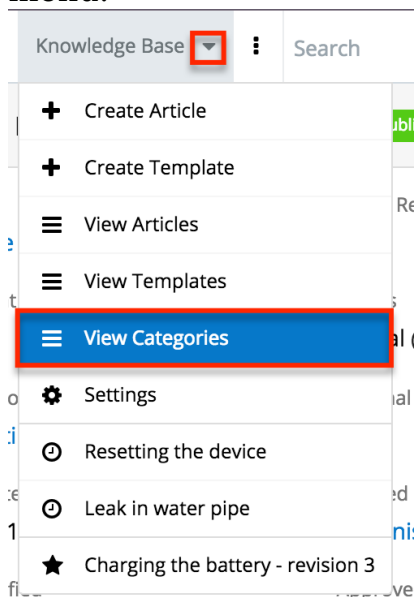 Knowledge Base
Search
Create Article
Create Template
View Articles
View Templates
View Categories
Settings
Resetting the device
Leak in water pipe
Charging the battery - revision 3